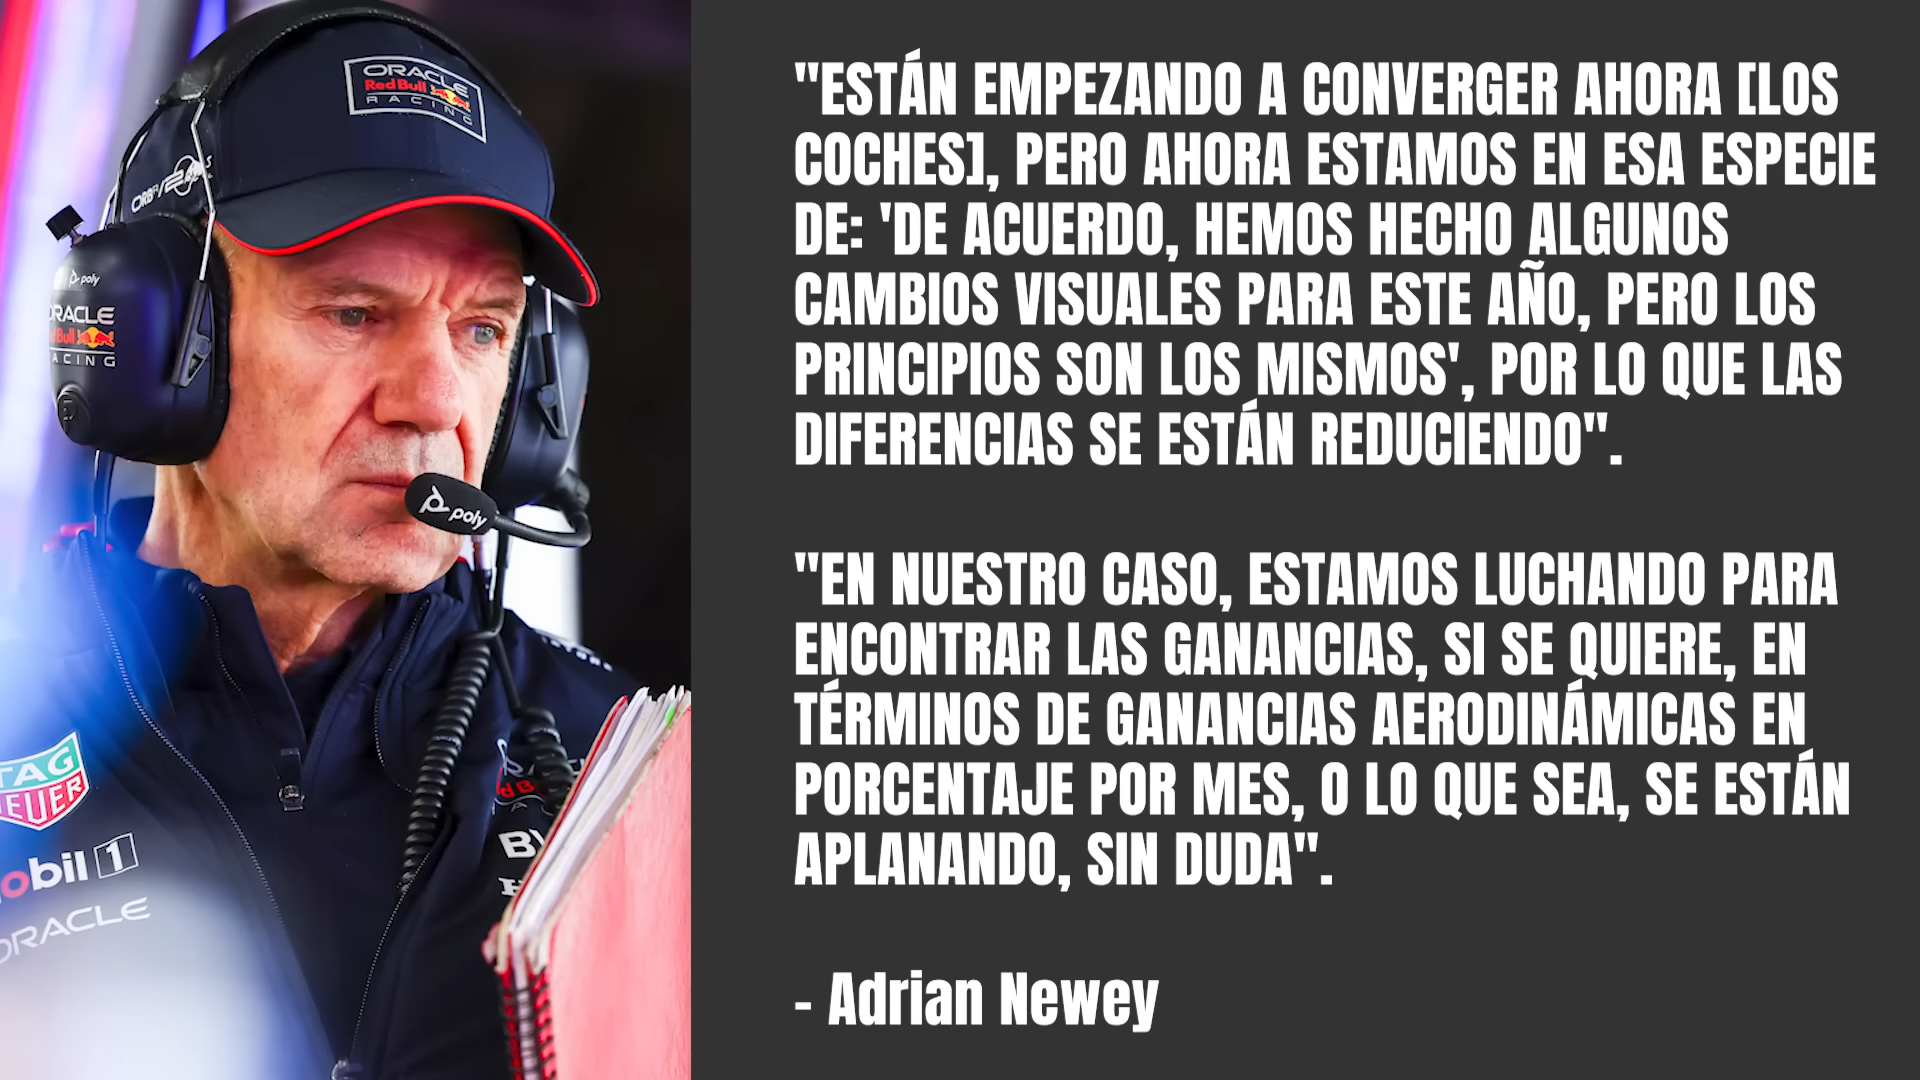 "ESTÁN EMPEZANDO A CONVERGER AHORA [LOS
COCHES], PERO AHORA ESTAMOS EN ESA ESPECIE
DE: 'DE ACUERDO, HEMOS HECHO ALGUNOS
CAMBIOS VISUALES PARA ESTE AÑO, PERO LOS
PRINCIPIOS SON LOS MISMOS', POR LO QUE LAS
DIFERENCIAS SE ESTÁN REDUCIENDO".
"EN NUESTRO CASO, ESTAMOS LUCHANDO PARA
ENCONTRAR LAS GANANCIAS, SI SE QUIERE, EN
TÉRMINOS DE GANANCIAS AERODINÁMICAS EN
PORCENTAJE POR MES, O LO QUE SEA, SE ESTÁN
APLANANDO, SIN DUDA".
- Adrian Newey
ORACLE
Red Bull
RACING
poly
ORACLE
Bull
RACING
poly
TAG
HEUER
Mobil 1
ORACLE